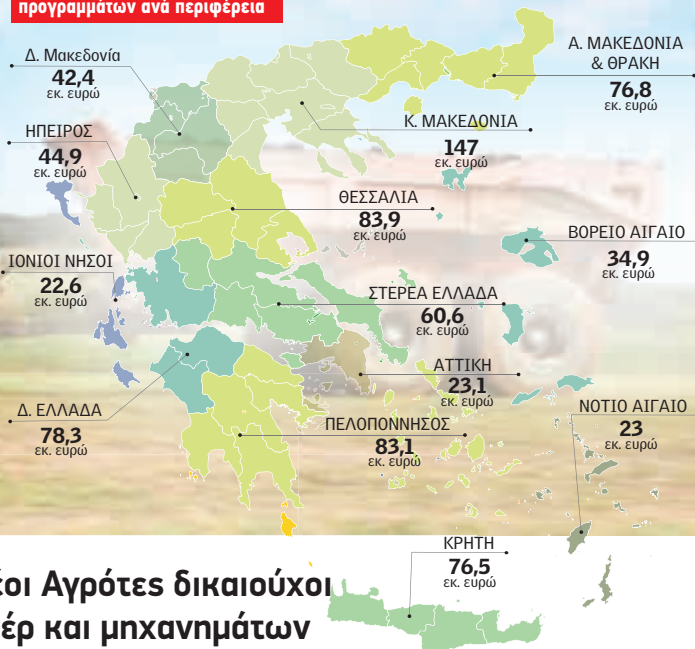 προγραμμάτων ανά περιφέρεια
Δ. Μακεδονία
42,4
εκ. ευρώ
Α. ΜΑΚΕΔΟΝΙΑ
& ΘΡΑΚΗ
76,8
εκ. ευρώ
Κ. ΜΑΚΕΔΟΝΙΑ
147
εκ. ευρώ
ΗΠΕΙΡΟΣ
44,9
εκ. ευρώ
ΘΕΣΣΑΛΙΑ
83,9
εκ. ευρώ
ΒΟΡΕΙΟ ΑΙΓΑΙΟ
34,9
εκ. ευρώ
ΙΟΝΙΟΙ ΝΗΣΟΙ
22,6
εκ. ευρώ
ΣΤΕΡΕΑ ΕΛΛΑΔΑ
60,6
εκ. ευρώ
ΑΤΤΙΚΗ
23,1
εκ. ευρώ
Δ. ΕΛΛΑΔΑ
78,3
εκ. ευρώ
ΠΕΛΟΠΟΝΝΗΣΟΣ
83,1
εκ. ευρώ
ΝΟΤΙΟ ΑΙΓΑΙΟ
23
εκ. ευρώ
ΚΡΗΤΗ
76,5
εκ. ευρώ
έοι Αγρότες δικαιούχοι
έρ και μηχανημάτων